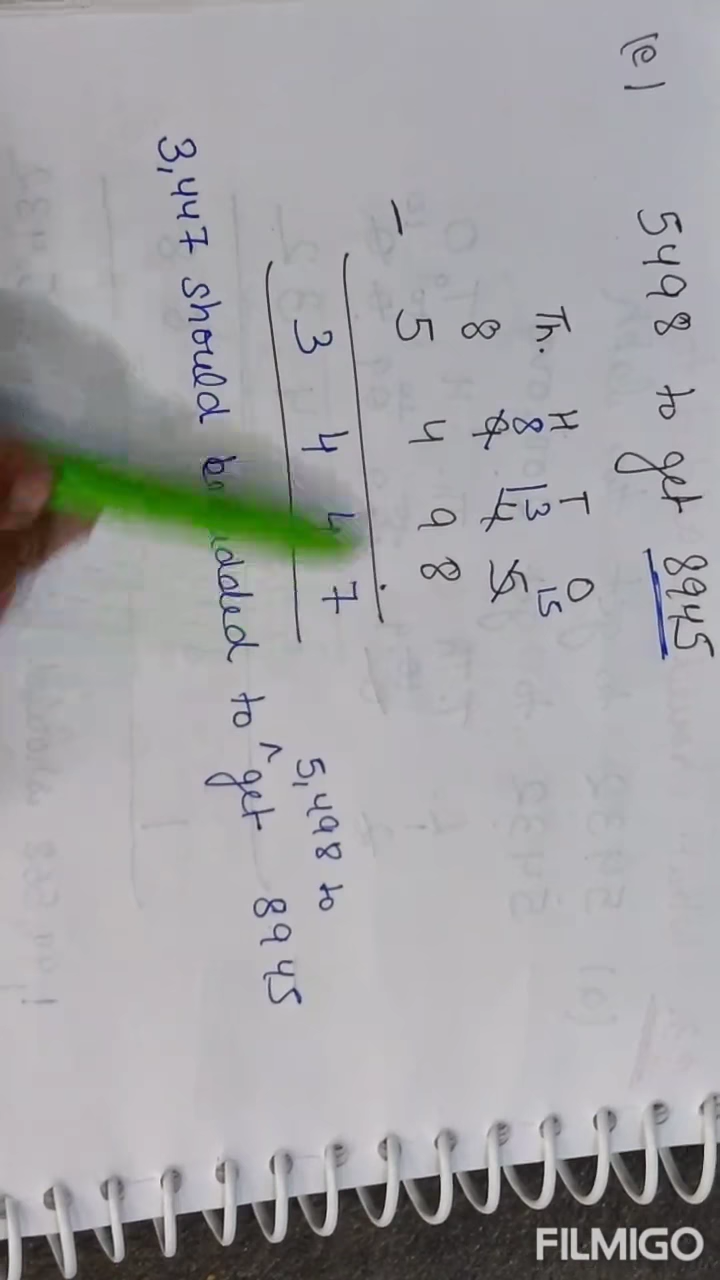 (e) 5498 to get 8945
Th. H T O
8 13 15
8 9 4 5
- 5 4 9 8
3 4 4 7
5,498 to
3,447 should be added to ^ get 8945
FILMIGO